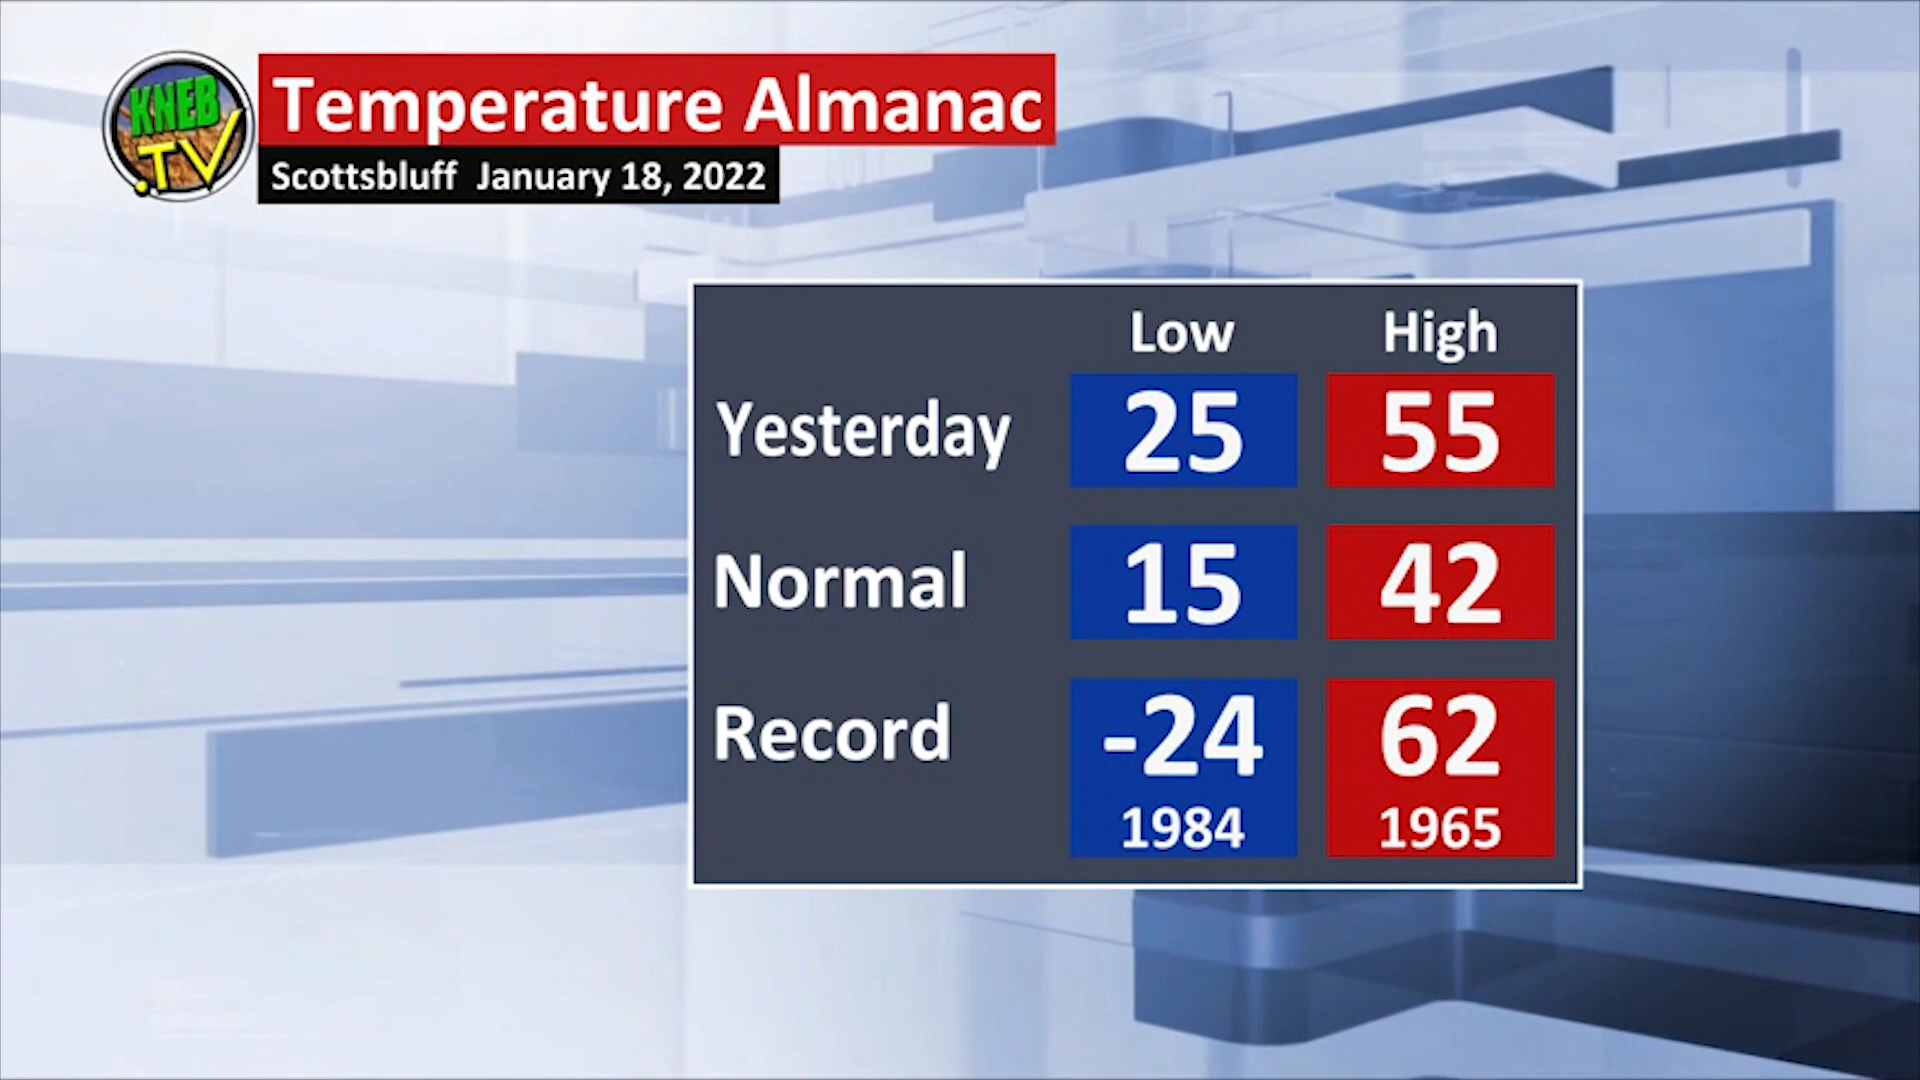 KNEB
.TV
Temperature Almanac
Scottsbluff January 18, 2022
Low High
Yesterday 25 55
Normal 15 42
Record -24 62
1984 1965